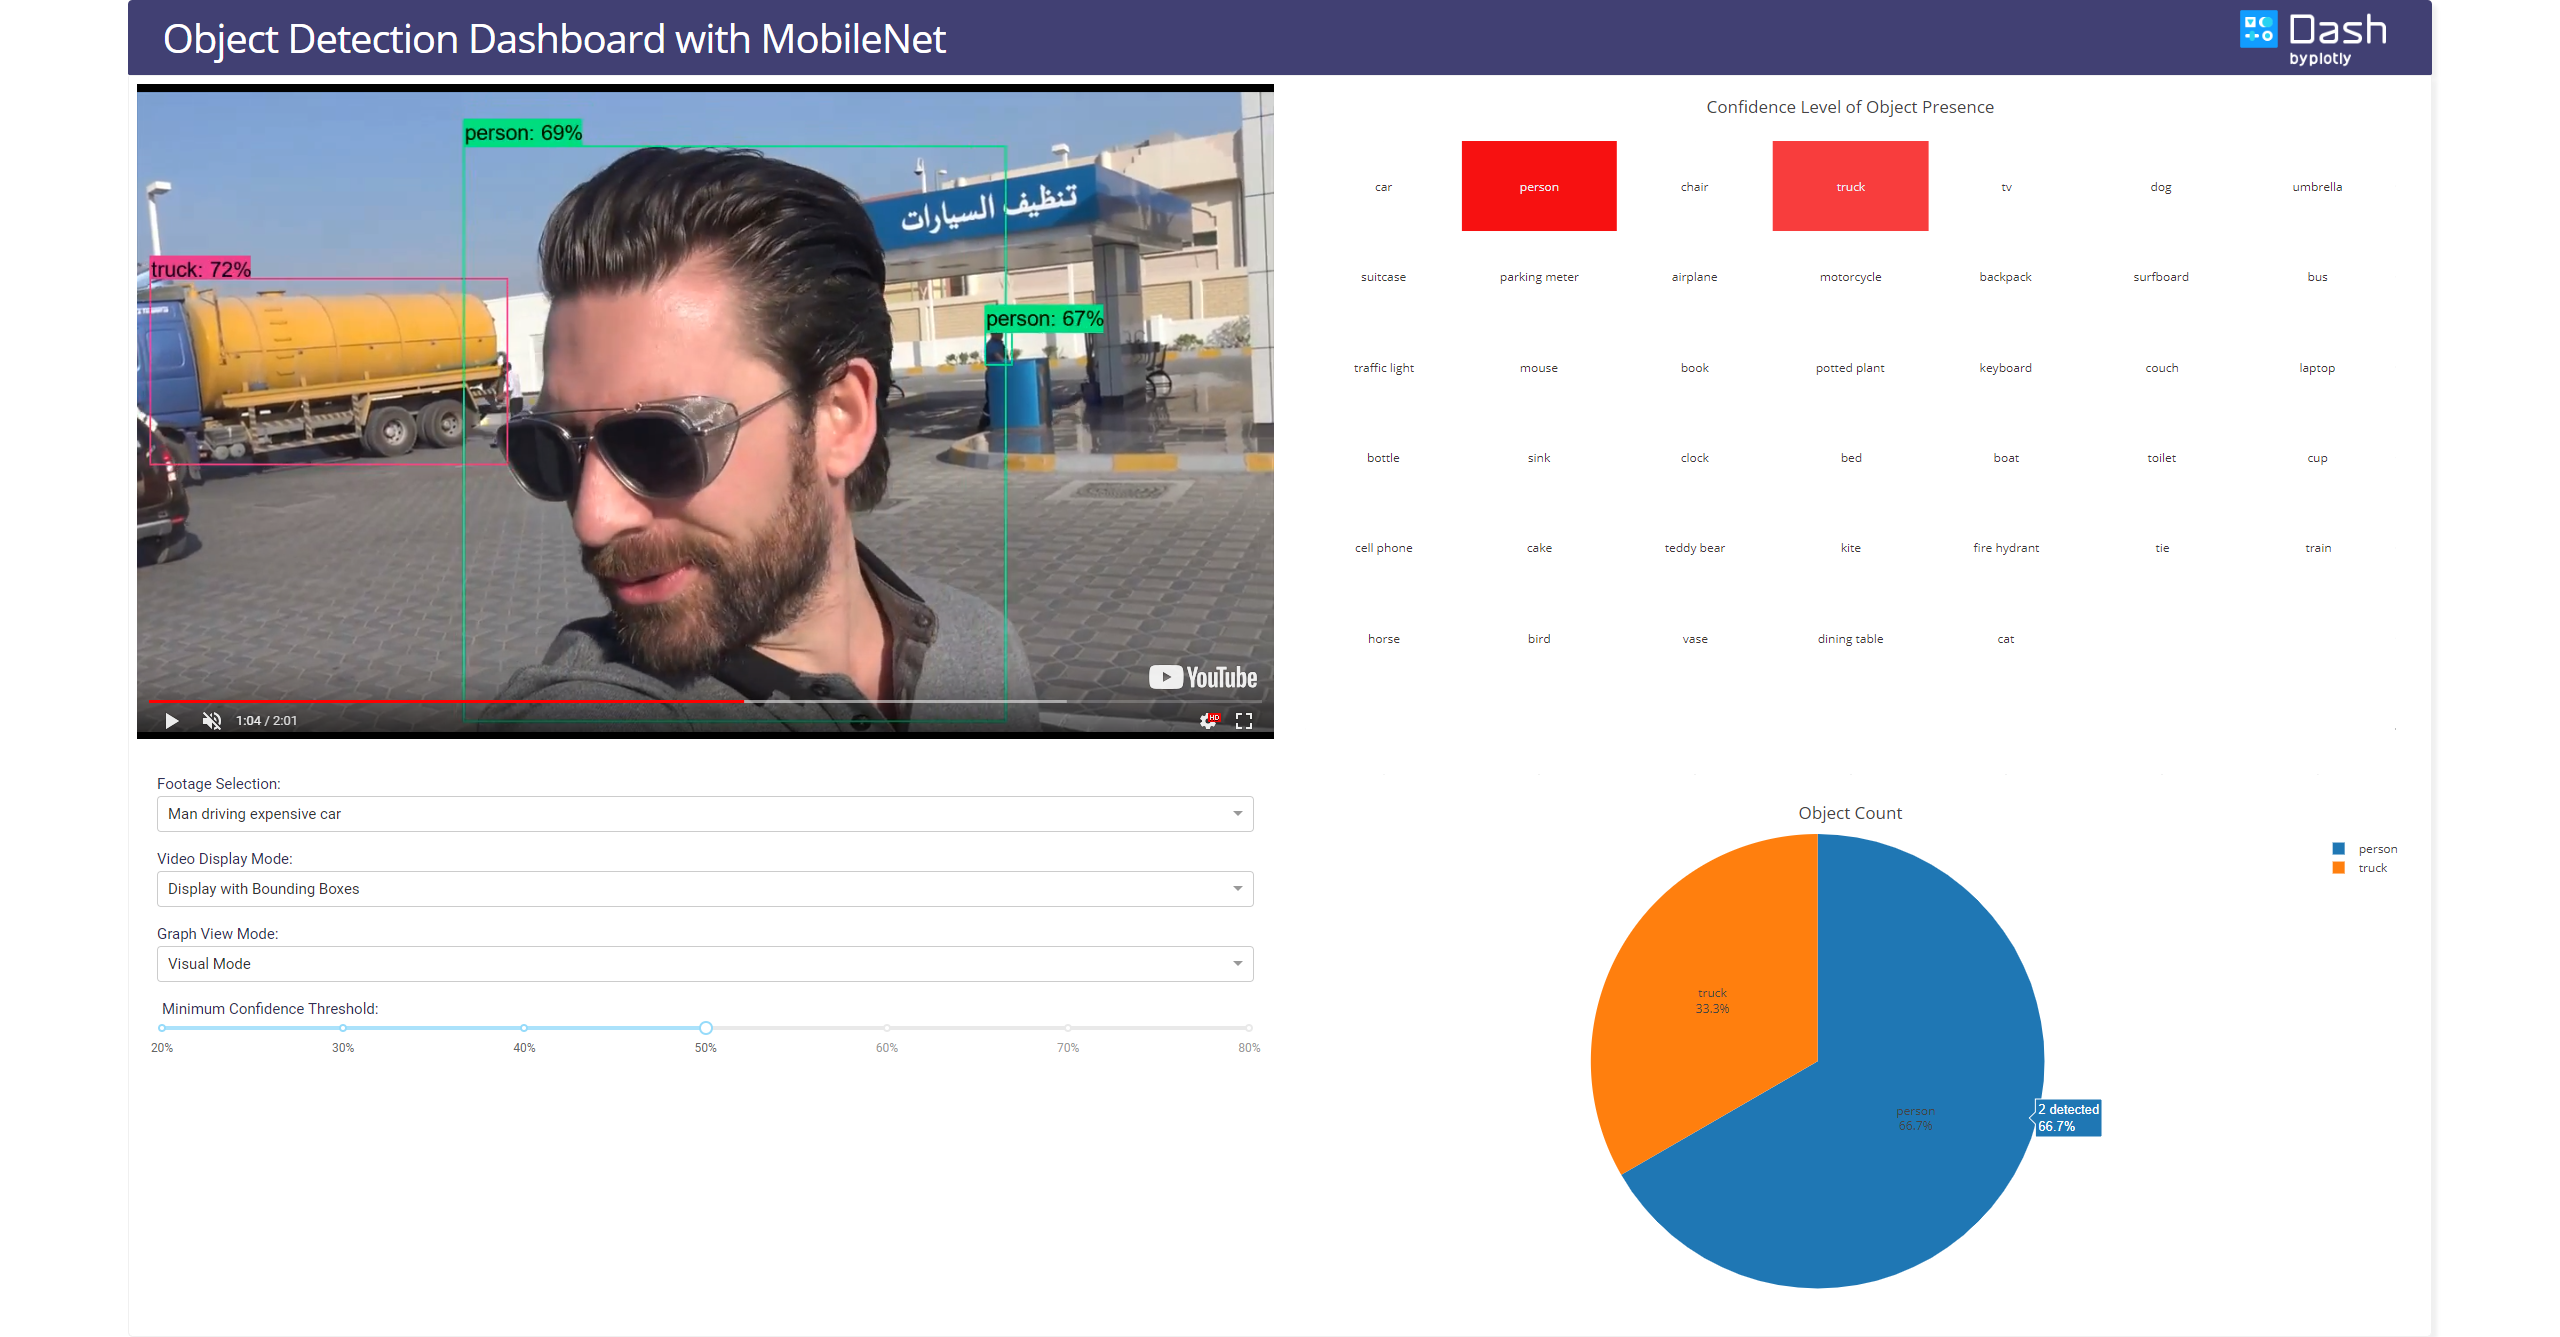 Object Detection Dashboard with MobileNet
Dash
by plotly
person: 69%
تنظيف السيارات
truck: 72%
person: 67%
YouTube
1:04 / 2:01
HD
Footage Selection:
Man driving expensive car
Video Display Mode:
Display with Bounding Boxes
Graph View Mode:
Visual Mode
Minimum Confidence Threshold:
20% 30% 40% 50% 60% 70% 80%
Confidence Level of Object Presence
car person chair truck tv dog umbrella
suitcase parking meter airplane motorcycle backpack surfboard bus
traffic light mouse book potted plant keyboard couch laptop
bottle sink clock bed boat toilet cup
cell phone cake teddy bear kite fire hydrant tie train
horse bird vase dining table cat
Object Count
person
truck
truck
33.3%
person
66.7%
2 detected
66.7%